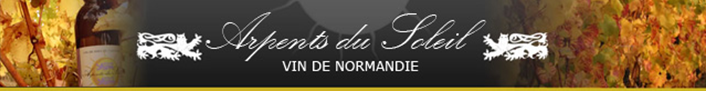 Arpents du Soleil
VIN DE NORMANDIE